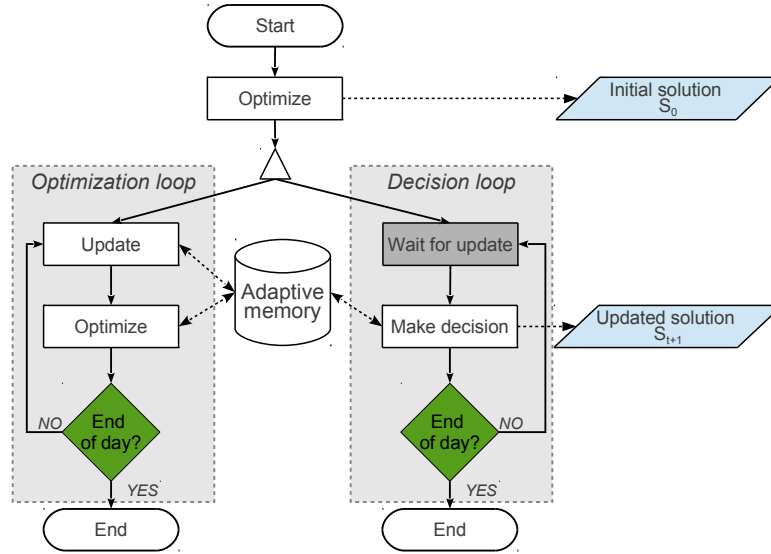 Start
Optimize
Initial solution
S0
Optimization loop
Decision loop
Update
Wait for update
Adaptive
memory
Optimize
Make decision
Updated solution
St+1
End
of day?
NO
YES
End
of day?
NO
YES
End
End